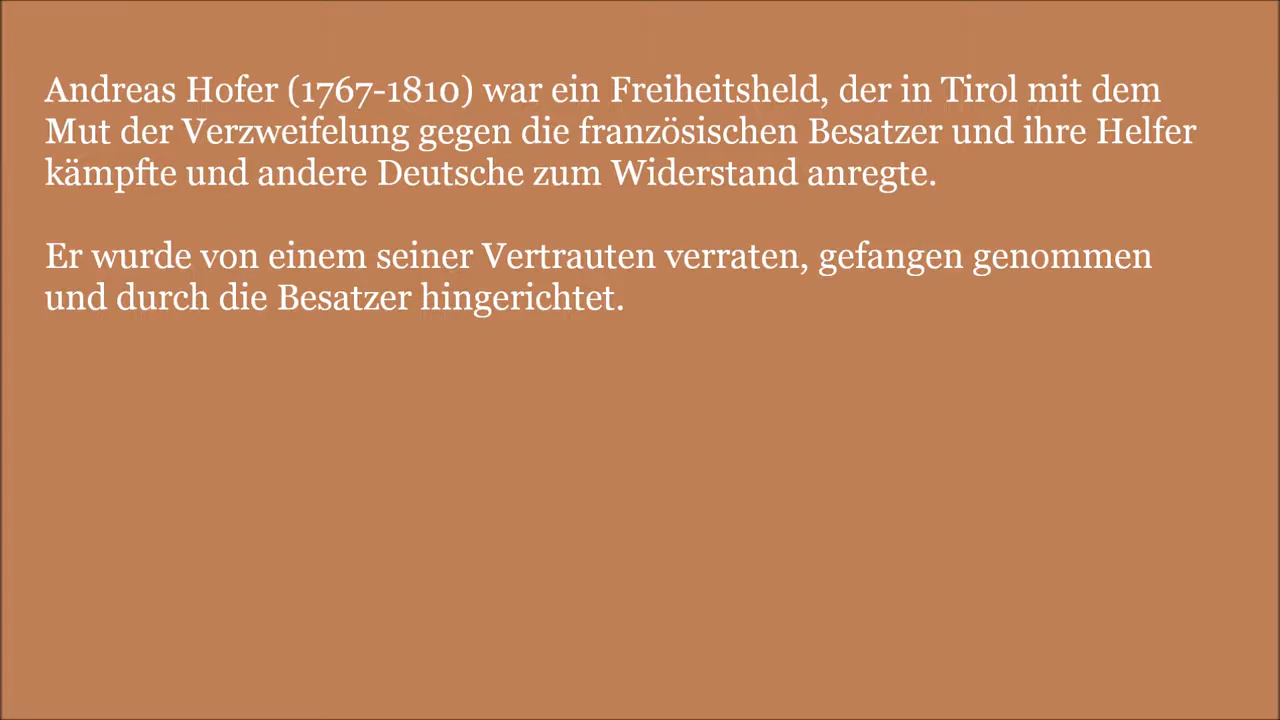 Andreas Hofer (1767-1810) war ein Freiheitsheld, der in Tirol mit dem
Mut der Verzweifelung gegen die französischen Besatzer und ihre Helfer
kämpfte und andere Deutsche zum Widerstand anregte.
Er wurde von einem seiner Vertrauten verraten, gefangen genommen
und durch die Besatzer hingerichtet.